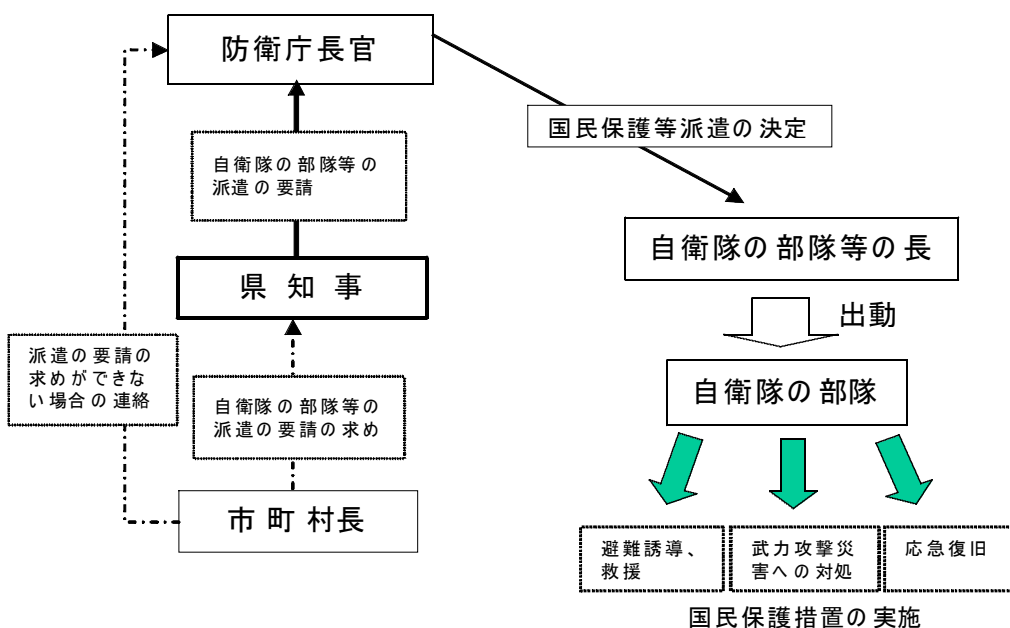 防衛庁長官
国民保護等派遣の決定
自衛隊の部隊等の
派遣の要請
自衛隊の部隊等の長
県知事
出動
派遣の要請の
求めができな
い場合の連絡
自衛隊の部隊等の
派遣の要請の求め
自衛隊の部隊
市町村長
避難誘導、
救援
武力攻撃災
害への対処
応急復旧
国民保護措置の実施